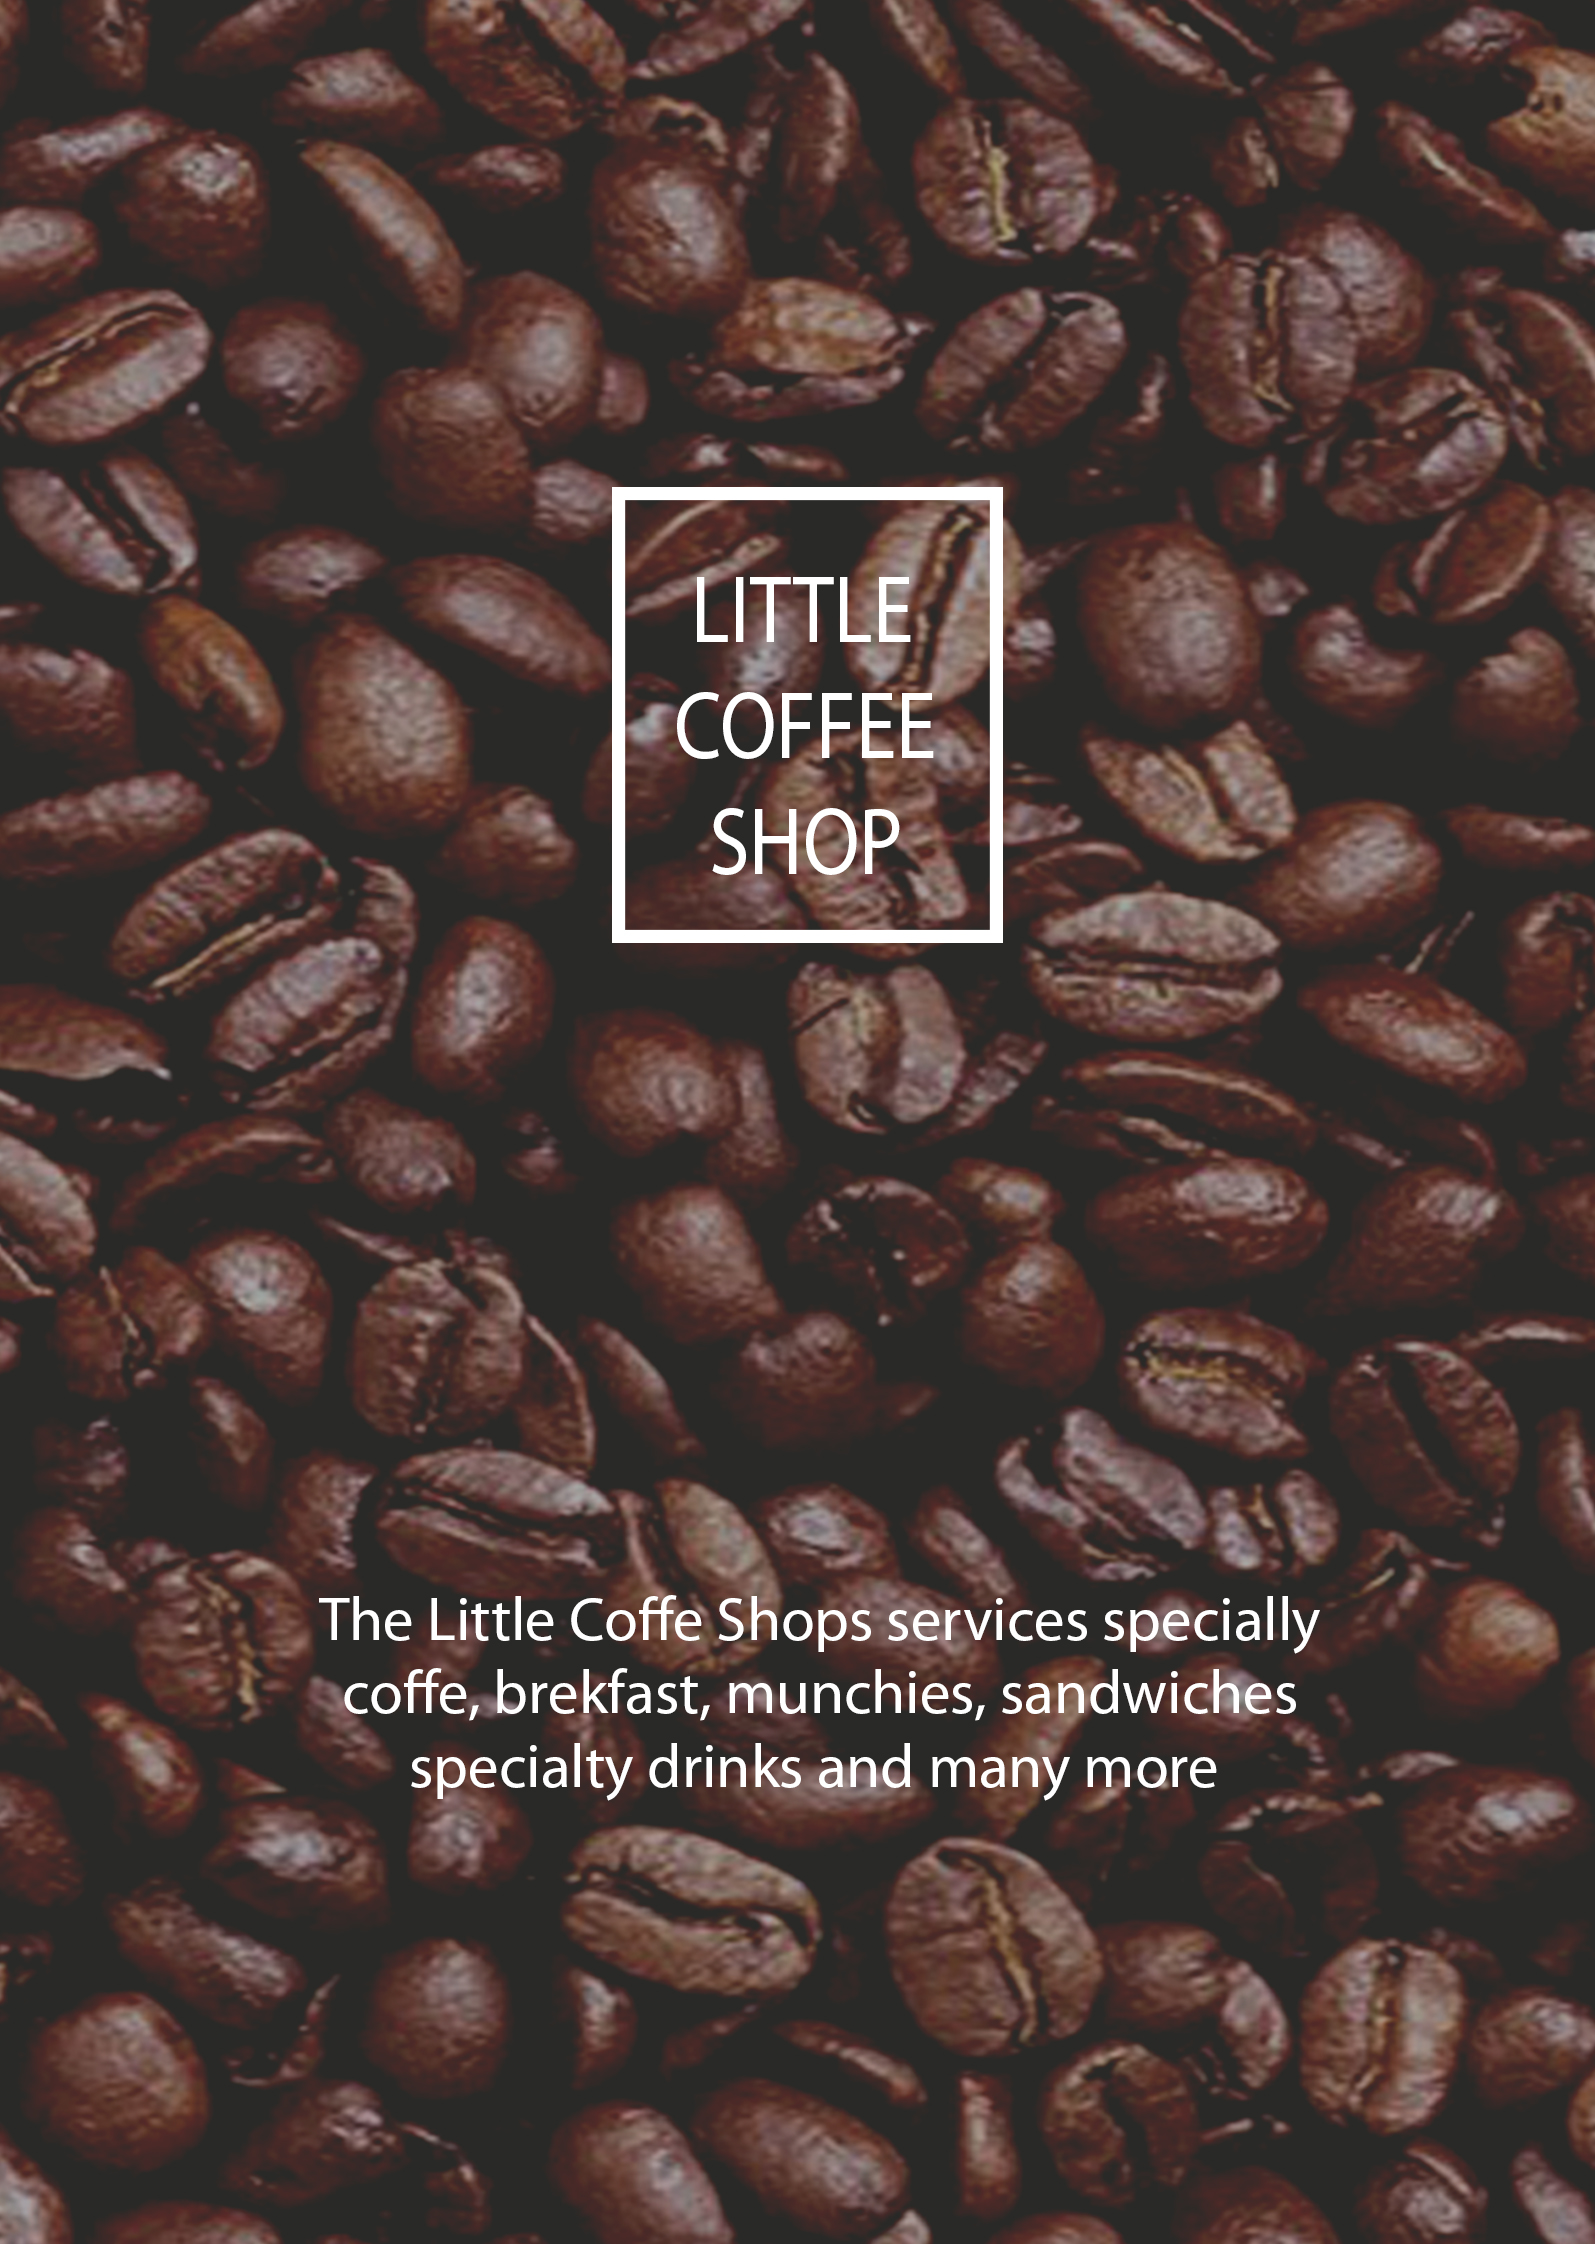 LITTLE
COFFEE
SHOP
The Little Coffe Shops services specially
coffe, brekfast, munchies, sandwiches
specialty drinks and many more